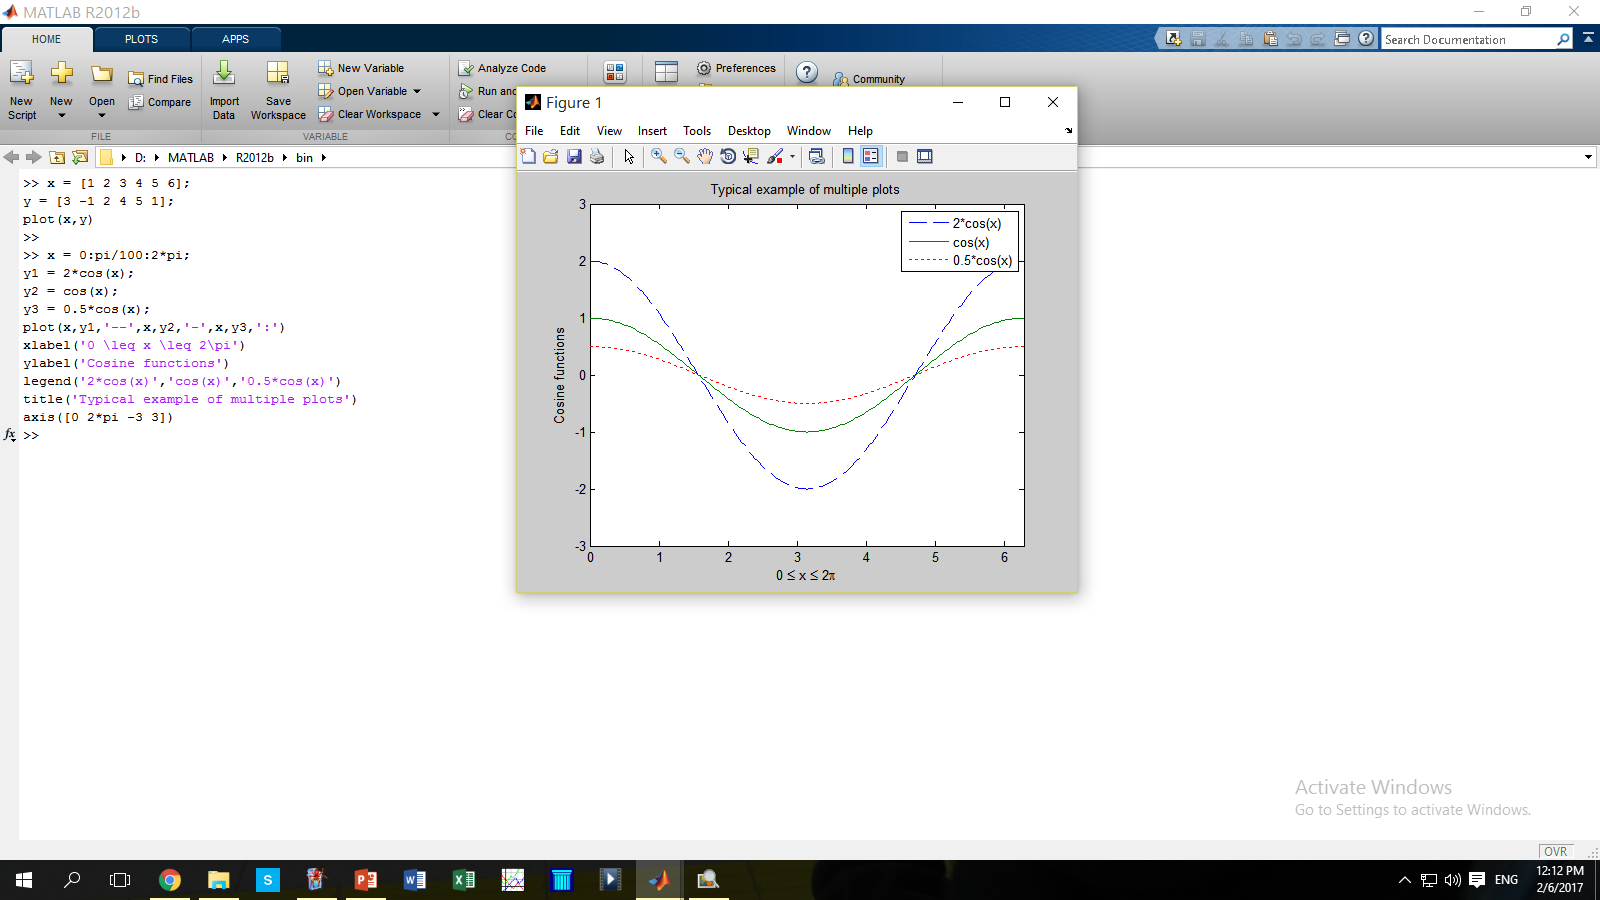 MATLAB R2012b
HOME PLOTS APPS
Search Documentation
New Script
New
Open
Find Files
Compare
Import Data
Save Workspace
New Variable
Open Variable
Clear Workspace
Analyze Code
Run and
Clear Co
Preferences
Community
FILE
VARIABLE
D: MATLAB R2012b bin
>> x = [1 2 3 4 5 6];
y = [3 -1 2 4 5 1];
plot(x,y)
>>
>> x = 0:pi/100:2*pi;
y1 = 2*cos(x);
y2 = cos(x);
y3 = 0.5*cos(x);
plot(x,y1,'--',x,y2,'-',x,y3,':')
xlabel('0 \leq x \leq 2\pi')
ylabel('Cosine functions')
legend('2*cos(x)','cos(x)','0.5*cos(x)')
title('Typical example of multiple plots')
axis([0 2*pi -3 3])
fx >>
Figure 1
File Edit View Insert Tools Desktop Window Help
Typical example of multiple plots
2*cos(x)
cos(x)
0.5*cos(x)
3
2
1
0
-1
-2
-3
Cosine functions
0 1 2 3 4 5 6
0 ≤ x ≤ 2π
Activate Windows
Go to Settings to activate Windows.
OVR
ENG
12:12 PM
2/6/2017